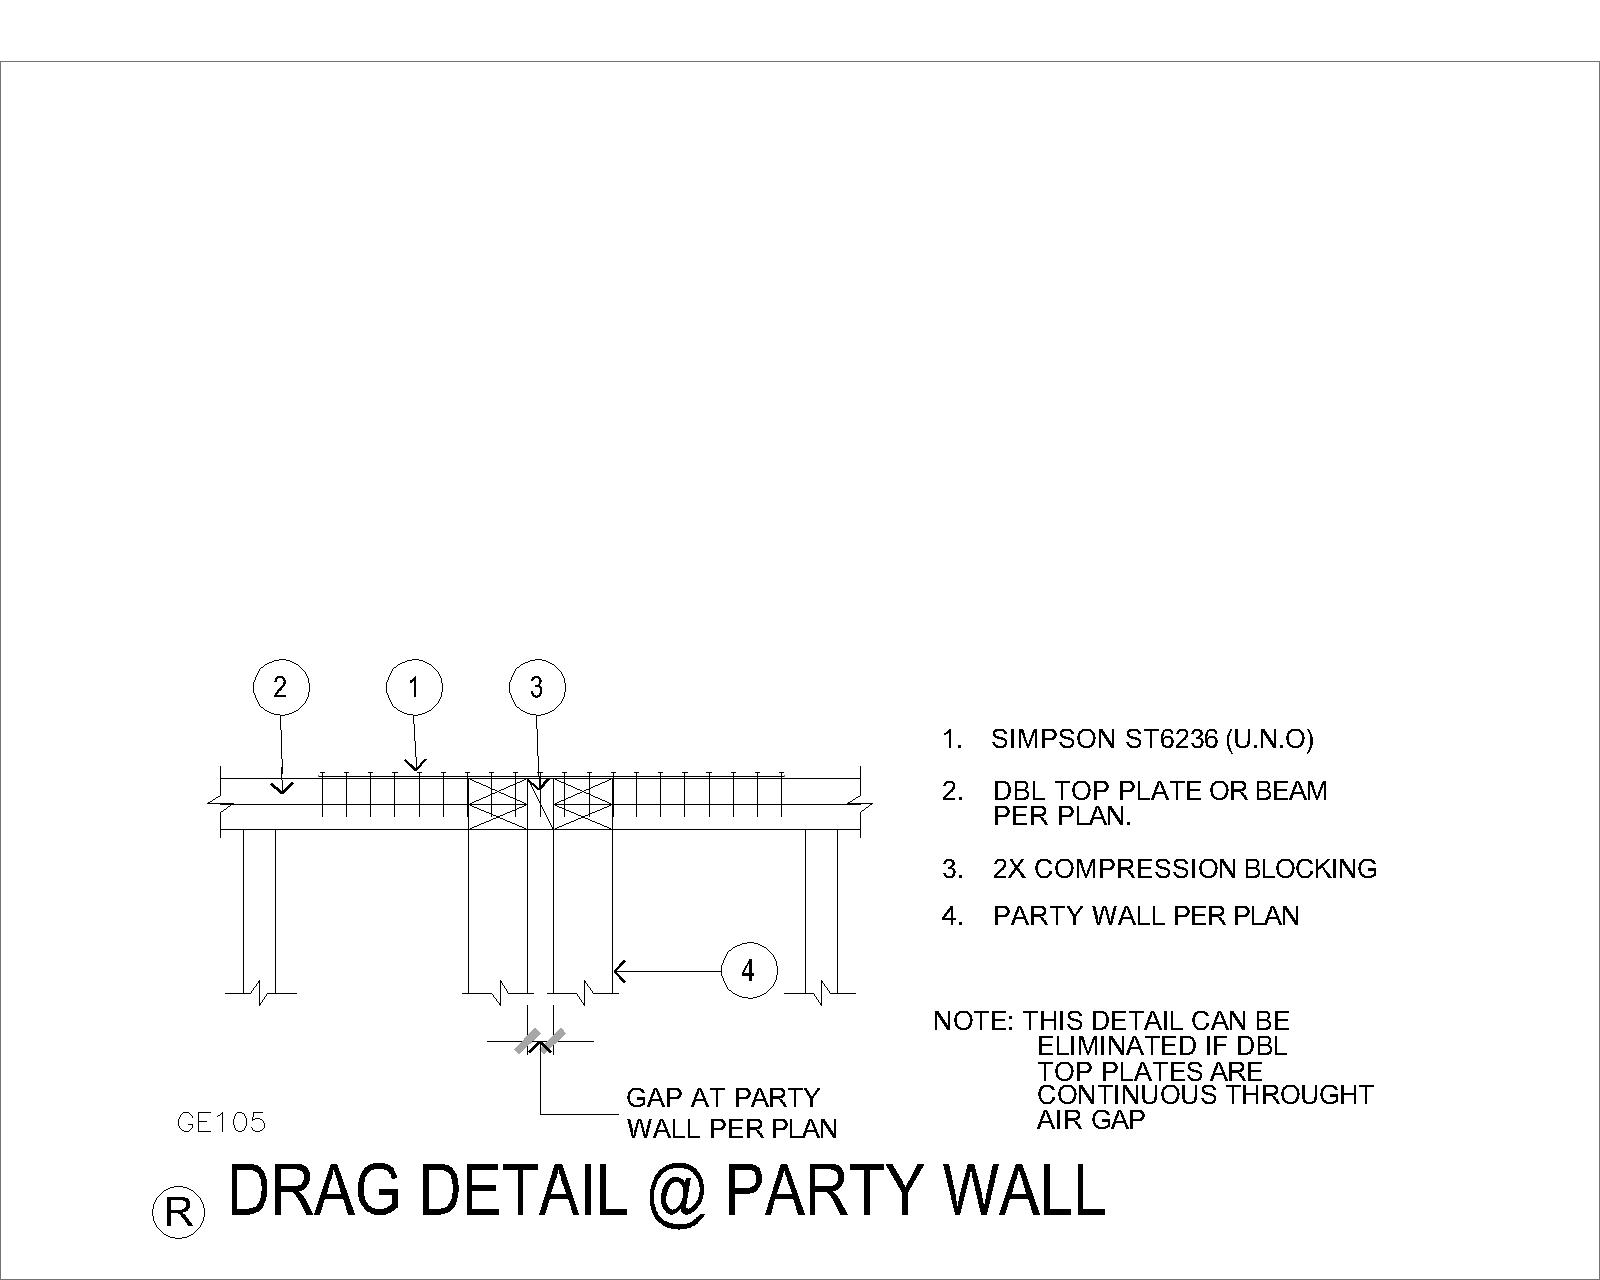 2
1
3
1. SIMPSON ST6236 (U.N.O)
2. DBL TOP PLATE OR BEAM
PER PLAN.
3. 2X COMPRESSION BLOCKING
4. PARTY WALL PER PLAN
4
NOTE: THIS DETAIL CAN BE
ELIMINATED IF DBL
TOP PLATES ARE
CONTINUOUS THROUGHT
AIR GAP
GAP AT PARTY
WALL PER PLAN
GE105
R DRAG DETAIL @ PARTY WALL